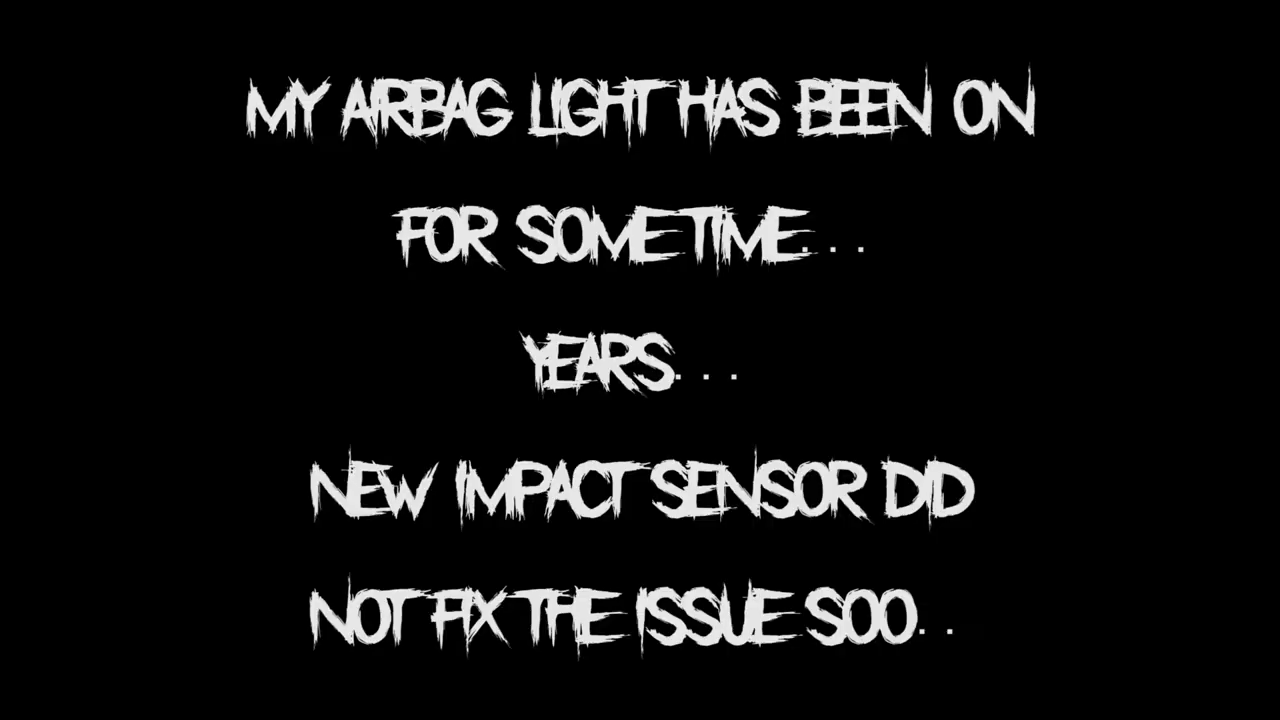 MY AIRBAG LIGHT HAS BEEN ON
FOR SOMETIME...
YEARS...
NEW IMPACT SENSOR DID
NOT FIX THE ISSUE SOO..